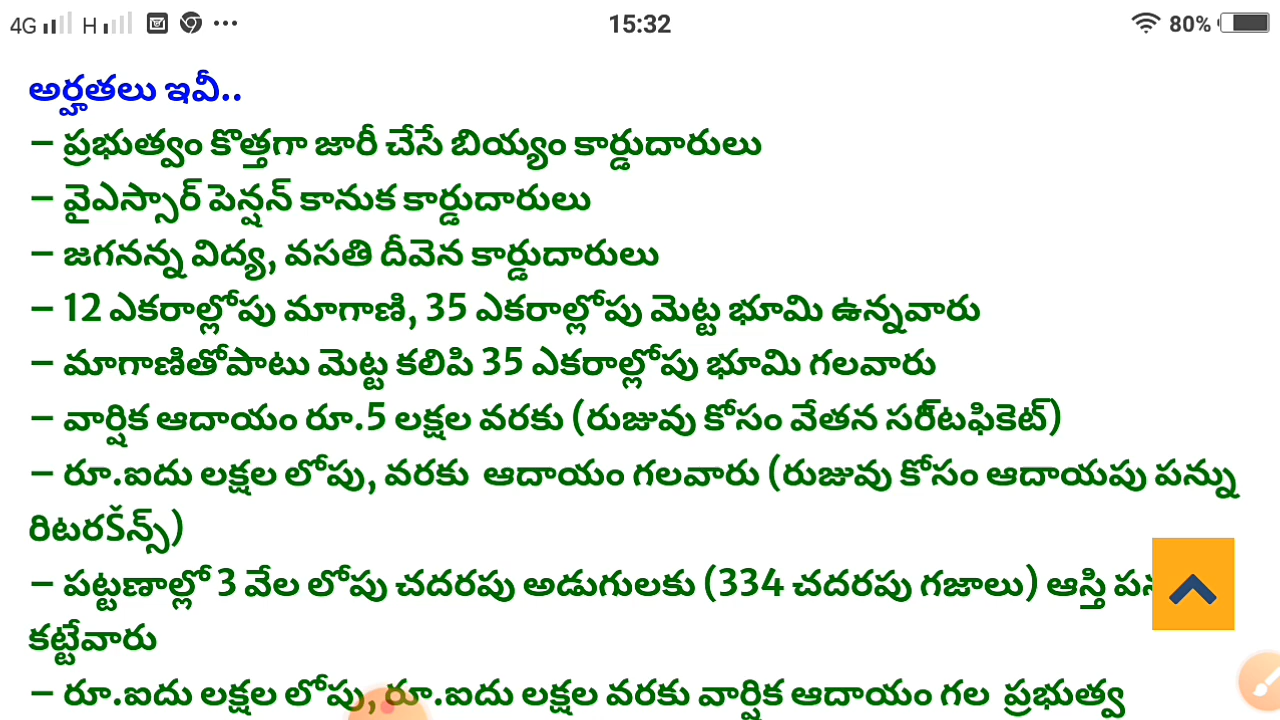 4G H ... 15:32 80%
అర్హతలు ఇవీ..
– ప్రభుత్వం కొత్తగా జారీ చేసే బియ్యం కార్డుదారులు
– వైఎస్సార్ పెన్షన్ కానుక కార్డుదారులు
– జగనన్న విద్య, వసతి దీవెన కార్డుదారులు
– 12 ఎకరాల్లోపు మాగాణి, 35 ఎకరాల్లోపు మెట్ట భూమి ఉన్నవారు
– మాగాణితోపాటు మెట్ట కలిపి 35 ఎకరాల్లోపు భూమి గలవారు
– వార్షిక ఆదాయం రూ.5 లక్షల వరకు (రుజువు కోసం వేతన సరి్టఫికెట్)
– రూ.ఐదు లక్షల లోపు, వరకు ఆదాయం గలవారు (రుజువు కోసం ఆదాయపు పన్ను
రిటరŠన్స్)
– పట్టణాల్లో 3 వేల లోపు చదరపు అడుగులకు (334 చదరపు గజాలు) ఆస్తి
కట్టేవారు
– రూ.ఐదు లక్షల లోపు, రూ.ఐదు లక్షల వరకు వార్షిక ఆదాయం గల ప్రభుత్వ